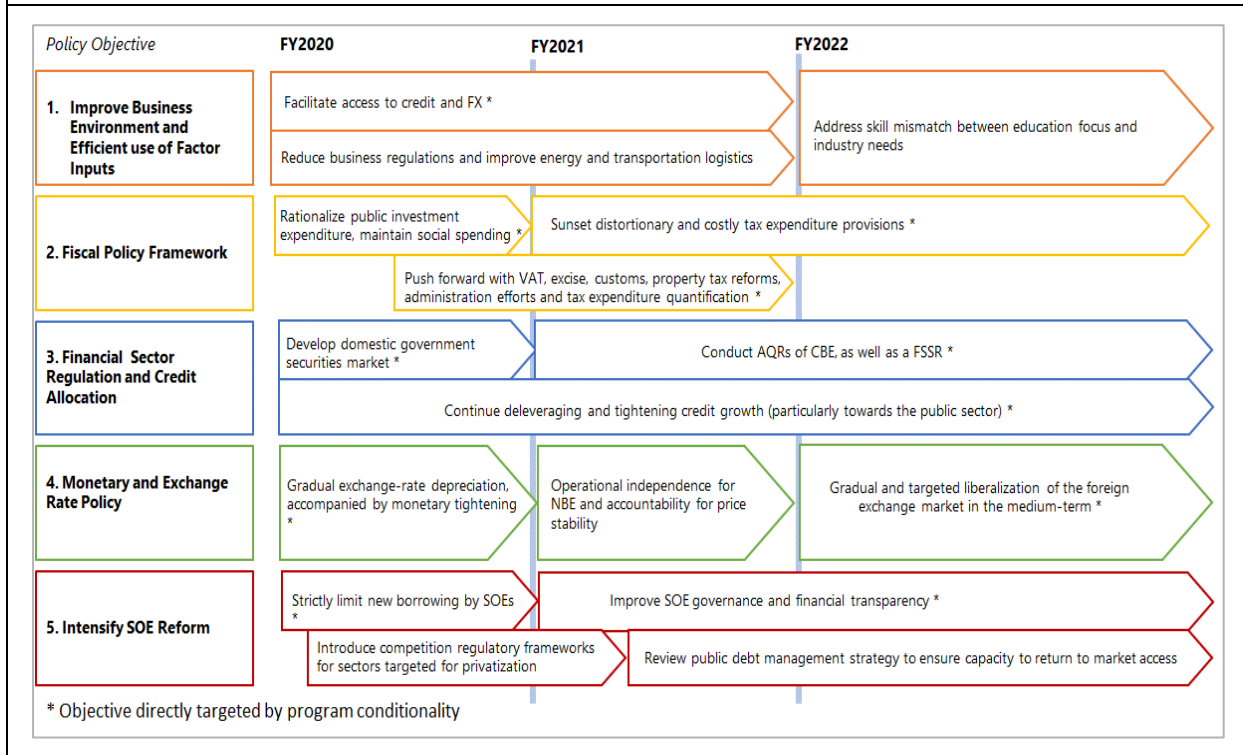 Policy Objective
FY2020
FY2021
FY2022
1. Improve Business
Environment and
Efficient use of Factor
Inputs
Facilitate access to credit and FX *
Reduce business regulations and improve energy and transportation logistics
Address skill mismatch between education focus and
industry needs
2. Fiscal Policy Framework
Rationalize public investment
expenditure, maintain social spending *
Sunset distortionary and costly tax expenditure provisions *
Push forward with VAT, excise, customs, property tax reforms,
administration efforts and tax expenditure quantification *
3. Financial Sector
Regulation and Credit
Allocation
Develop domestic government
securities market *
Conduct AQRs of CBE, as well as a FSSR *
Continue deleveraging and tightening credit growth (particularly towards the public sector) *
4. Monetary and Exchange
Rate Policy
Gradual exchange-rate depreciation,
accompanied by monetary tightening
*
Operational independence for
NBE and accountability for price
stability
Gradual and targeted liberalization of the foreign
exchange market in the medium-term *
5. Intensify SOE Reform
Strictly limit new borrowing by SOEs
*
Improve SOE governance and financial transparency *
Introduce competition regulatory frameworks
for sectors targeted for privatization
Review public debt management strategy to ensure capacity to return to market access
* Objective directly targeted by program conditionality